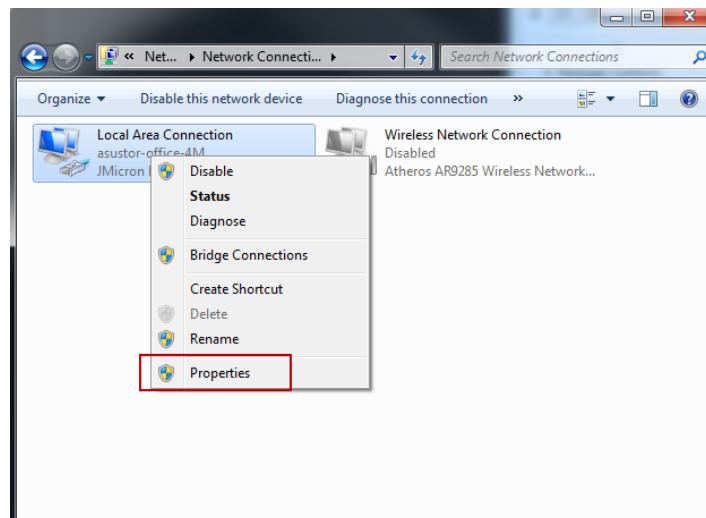 « Net... Network Connecti...
Search Network Connections
Organize Disable this network device Diagnose this connection »
Local Area Connection
asustor-office-4M
JMicron
Wireless Network Connection
Disabled
Atheros AR9285 Wireless Network...
Disable
Status
Diagnose
Bridge Connections
Create Shortcut
Delete
Rename
Properties